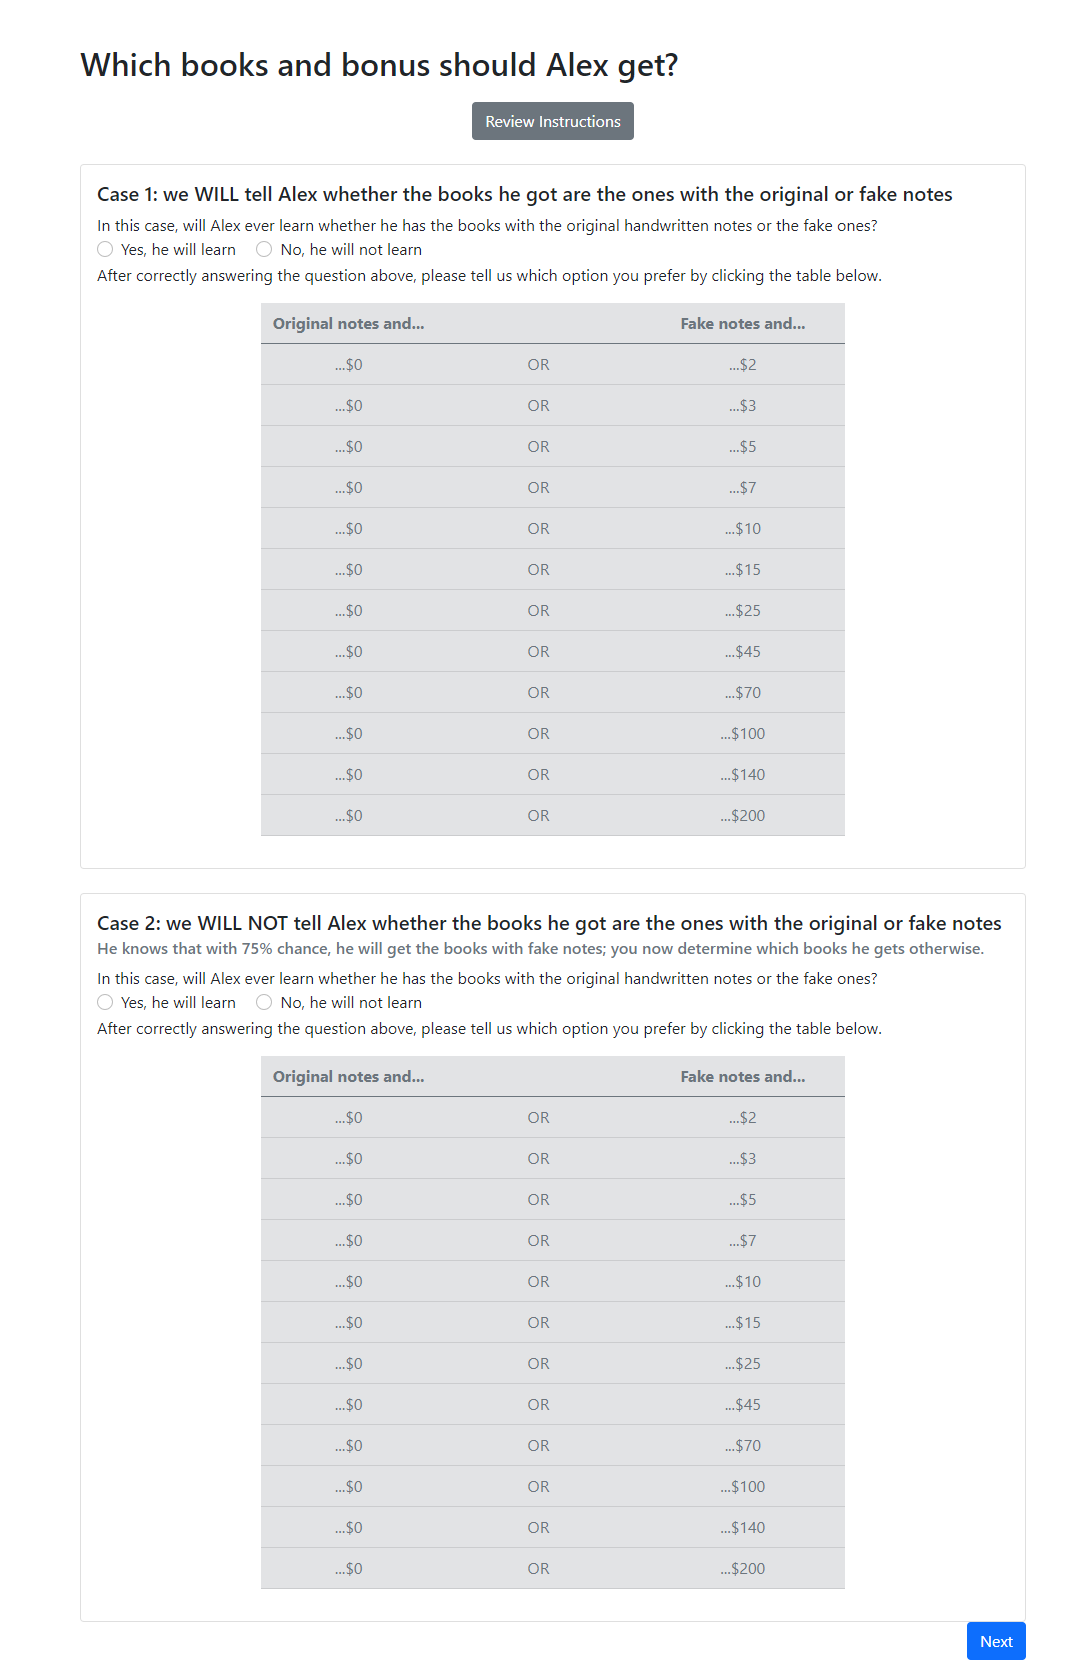 Which books and bonus should Alex get?
Review Instructions
Case 1: we WILL tell Alex whether the books he got are the ones with the original or fake notes
In this case, will Alex ever learn whether he has the books with the original handwritten notes or the fake ones?
Yes, he will learn No, he will not learn
After correctly answering the question above, please tell us which option you prefer by clicking the table below.
Original notes and... Fake notes and...
...$0 OR ...$2
...$0 OR ...$3
...$0 OR ...$5
...$0 OR ...$7
...$0 OR ...$10
...$0 OR ...$15
...$0 OR ...$25
...$0 OR ...$45
...$0 OR ...$70
...$0 OR ...$100
...$0 OR ...$140
...$0 OR ...$200
Case 2: we WILL NOT tell Alex whether the books he got are the ones with the original or fake notes
He knows that with 75% chance, he will get the books with fake notes; you now determine which books he gets otherwise.
In this case, will Alex ever learn whether he has the books with the original handwritten notes or the fake ones?
Yes, he will learn No, he will not learn
After correctly answering the question above, please tell us which option you prefer by clicking the table below.
Original notes and... Fake notes and...
...$0 OR ...$2
...$0 OR ...$3
...$0 OR ...$5
...$0 OR ...$7
...$0 OR ...$10
...$0 OR ...$15
...$0 OR ...$25
...$0 OR ...$45
...$0 OR ...$70
...$0 OR ...$100
...$0 OR ...$140
...$0 OR ...$200
Next